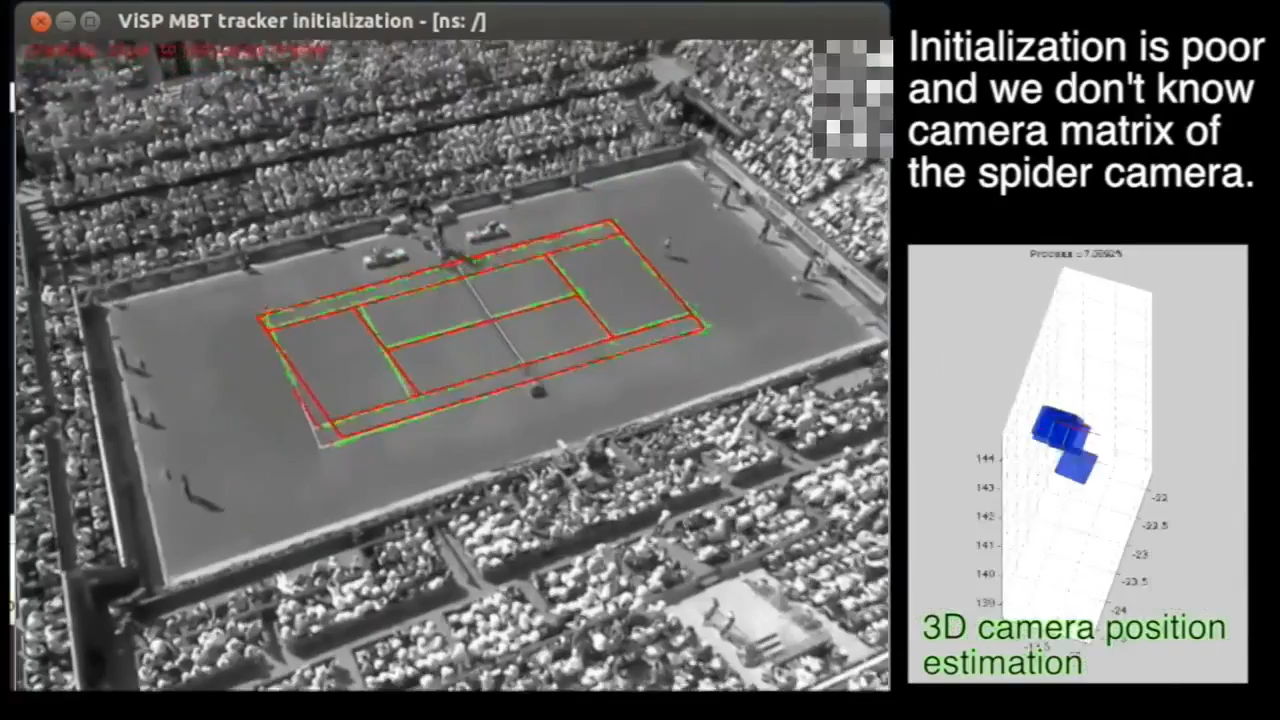 ViSP MBT tracker initialization - [ns: /]
Initialization is poor
and we don't know
camera matrix of
the spider camera.
144
143
142
141
140
139
-22
-22.5
-23
-23.5
-24
3D camera position
estimation